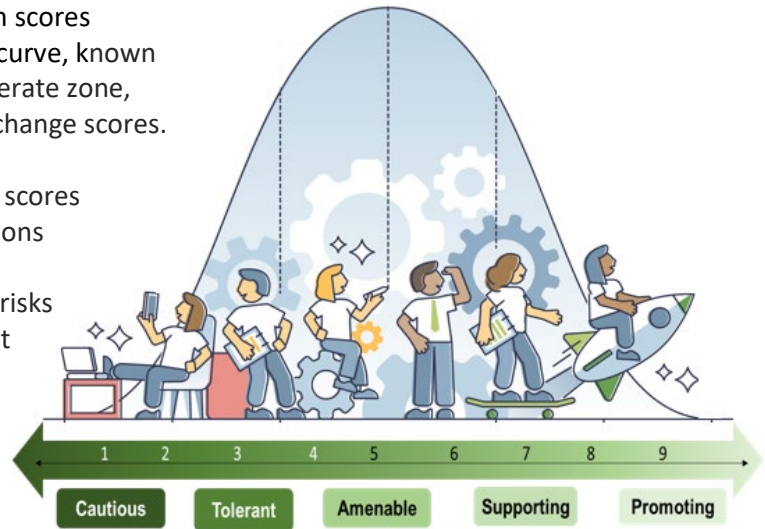 scores
curve, known
erate zone,
change scores.
scores
ons
risks
t
1 2 3 4 5 6 7 8 9
Cautious Tolerant Amenable Supporting Promoting